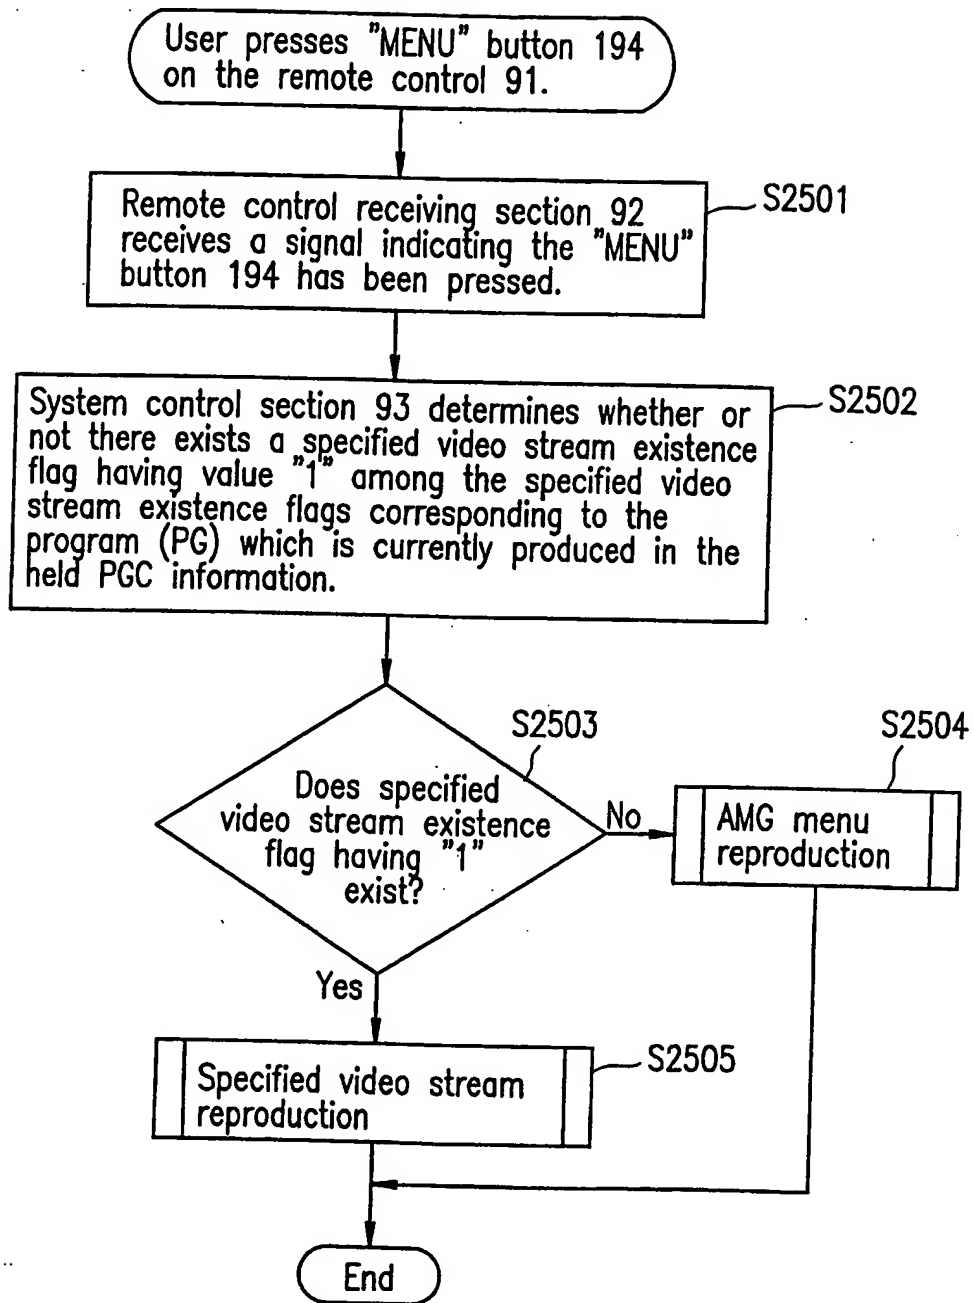 User presses "MENU" button 194
on the remote control 91.
S2501
Remote control receiving section 92
receives a signal indicating the "MENU"
button 194 has been pressed.
S2502
System control section 93 determines whether or
not there exists a specified video stream existence
flag having value "1" among the specified video
stream existence flags corresponding to the
program (PG) which is currently produced in the
held PGC information.
S2503
Does specified
video stream existence
flag having "1"
exist?
No
S2504
AMG menu
reproduction
Yes
S2505
Specified video stream
reproduction
End